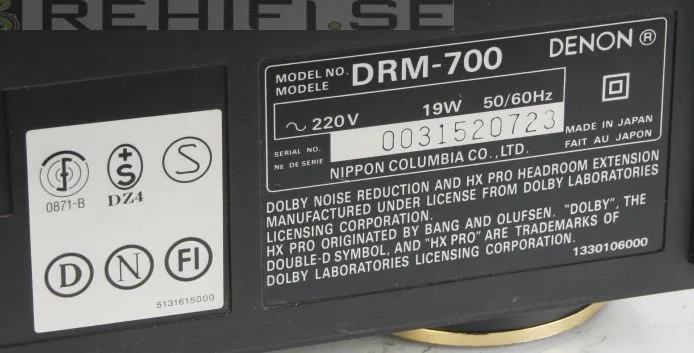 REHIFI.SE
MODEL NO. DRM-700 DENON ®
MODELE
~ 220V 19W 50/60Hz
SERIAL NO. 0031520723
Nº DE SERIE
MADE IN JAPAN
FAIT AU JAPON
NIPPON COLUMBIA CO., LTD.
DOLBY NOISE REDUCTION AND HX PRO HEADROOM EXTENSION
MANUFACTURED UNDER LICENSE FROM DOLBY LABORATORIES
LICENSING CORPORATION.
HX PRO ORIGINATED BY BANG AND OLUFSEN. "DOLBY", THE
DOUBLE-D SYMBOL, AND "HX PRO" ARE TRADEMARKS OF
DOLBY LABORATORIES LICENSING CORPORATION.
1330106000
S S
0871-B DZ4
D N FI
5131615000